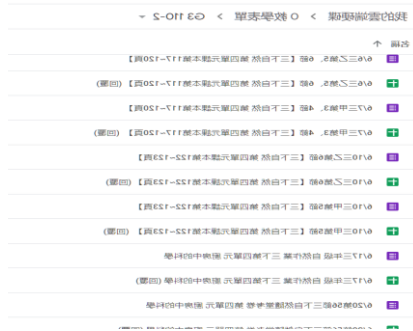 我的雲端硬碟 > 0 教學表單 > G3 110-2
名稱 ↑
6/6三乙第5、6節【三下自然 第四單元課本第117~120頁】
6/6三乙第5、6節【三下自然 第四單元課本第117~120頁】 (回覆)
6/7三甲第3、4節【三下自然 第四單元課本第117~120頁】
6/7三甲第3、4節【三下自然 第四單元課本第117~120頁】 (回覆)
6/10三乙第6節【三下自然 第四單元課本第122~123頁】
6/10三乙第6節【三下自然 第四單元課本第122~123頁】 (回覆)
6/10三甲第5節【三下自然 第四單元課本第122~123頁】
6/10三甲第5節【三下自然 第四單元課本第122~123頁】 (回覆)
6/17三年級 自然作業 三下第四單元 廚房中的科學
6/17三年級 自然作業 三下第四單元 廚房中的科學 (回覆)
6/20第56節三下自然隨堂考卷 第四單元 廚房中的科學